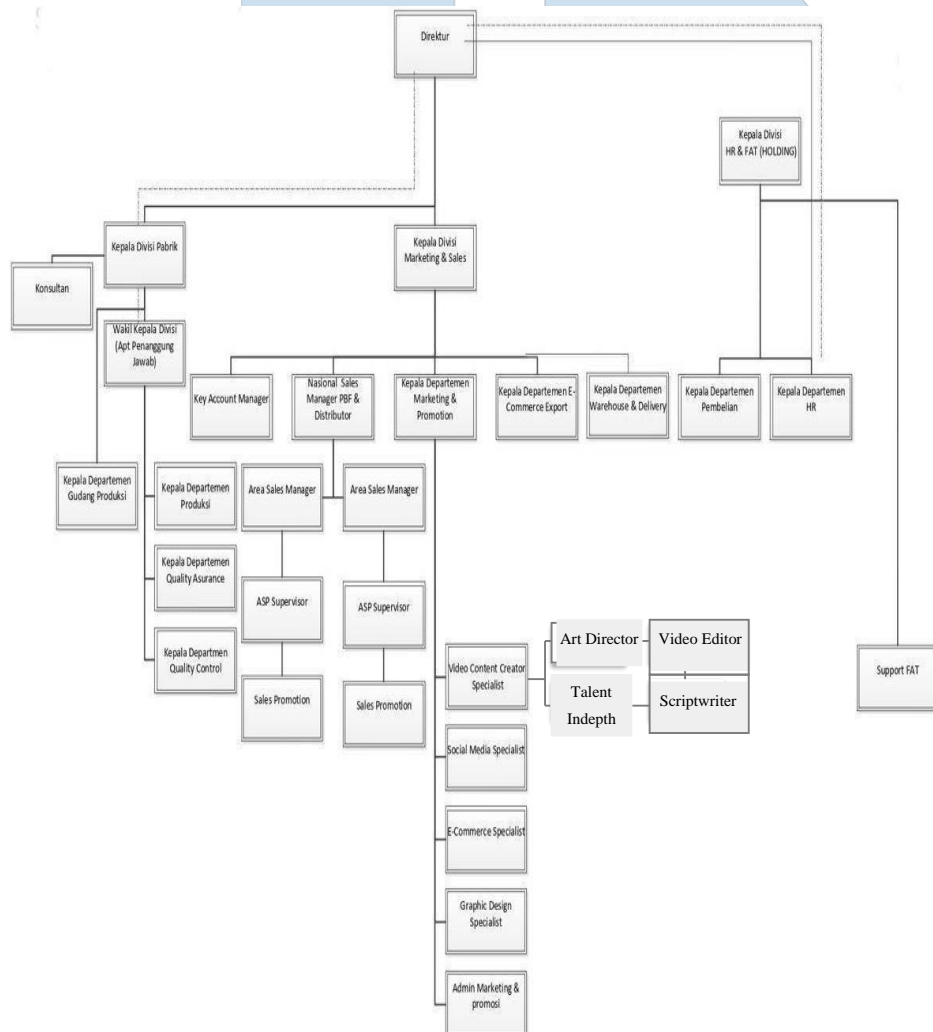 Direktur
Kepala Divisi
HR & FAT (HOLDING)
Kepala Divisi Pabrik
Kepala Divisi
Marketing & Sales
Konsultan
Wakil Kepala Divisi
(Apt Penanggung
Jawab)
Key Account Manager
Nasional Sales
Manager PBF &
Distributor
Kepala Departemen
Marketing &
Promotion
Kepala Departemen E-
Commerce Export
Kepala Departemen
Warehouse & Delivery
Kepala Departemen
Pembelian
Kepala Departemen
HR
Kepala Departemen
Gudang Produksi
Kepala Departemen
Produksi
Area Sales Manager
Area Sales Manager
Kepala Departemen
Quality Asurance
ASP Supervisor
ASP Supervisor
Kepala Departmen
Quality Control
Sales Promotion
Sales Promotion
Video Content Creator
Specialist
Art Director
Video Editor
Talent
Indepth
Scriptwriter
Support FAT
Social Media Specialist
E-Commerce Specialist
Graphic Design
Specialist
Admin Marketing &
promosi